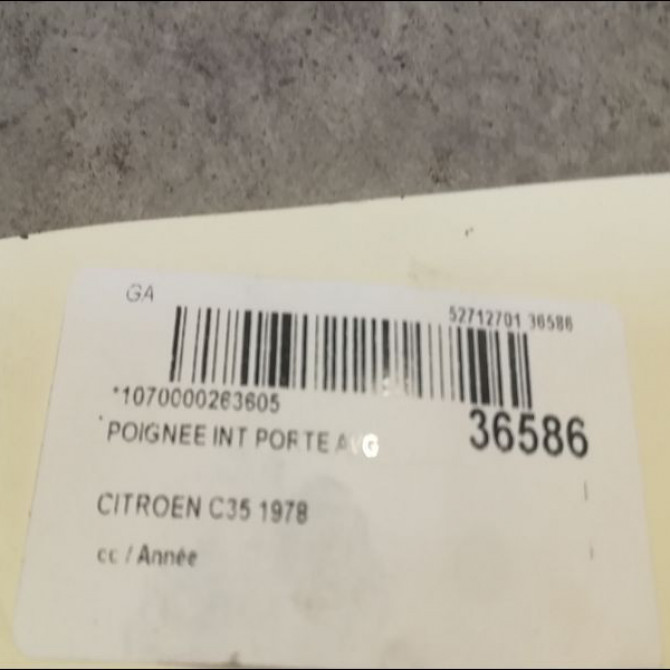 GA
52712701 36586
*1070000263605
POIGNEE INT PORTE AVG
36586
CITROEN C35 1978
cc / Année